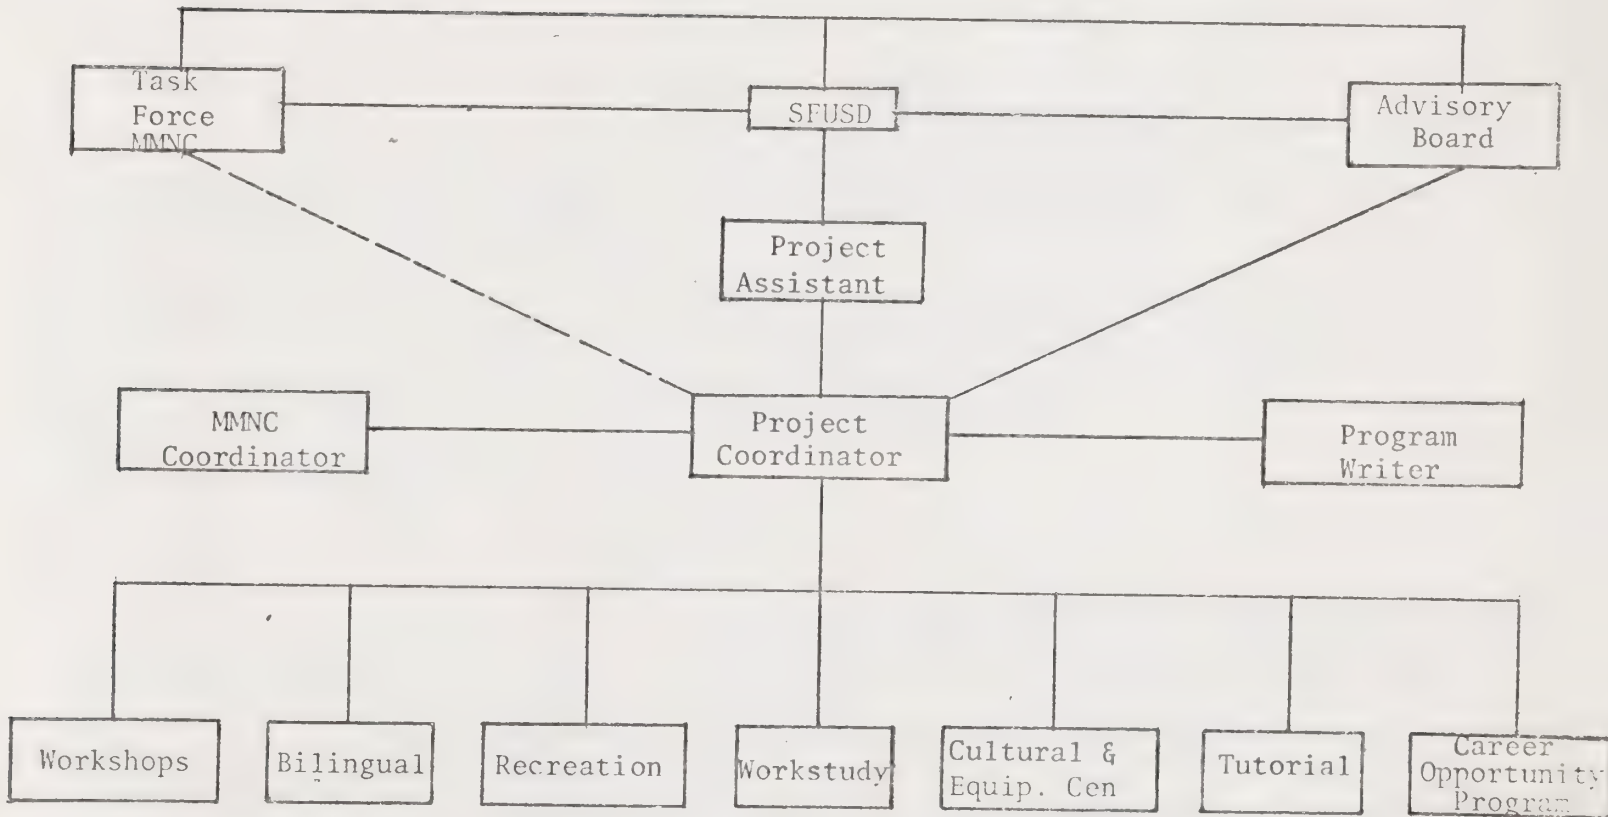 Task
Force
MMNC
SFUSD
Advisory
Board
Project
Assistant
MMNC
Coordinator
Project
Coordinator
Program
Writer
Workshops
Bilingual
Recreation
Workstudy
Cultural &
Equip. Cen
Tutorial
Career
Opportunity
Program